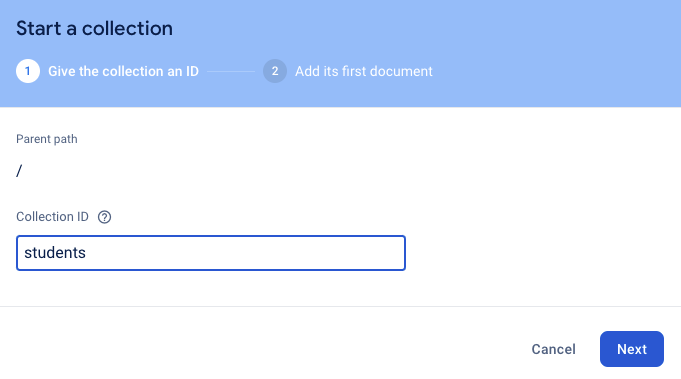 Start a collection
1 Give the collection an ID 2 Add its first document
Parent path
/
Collection ID ?
students
Cancel Next